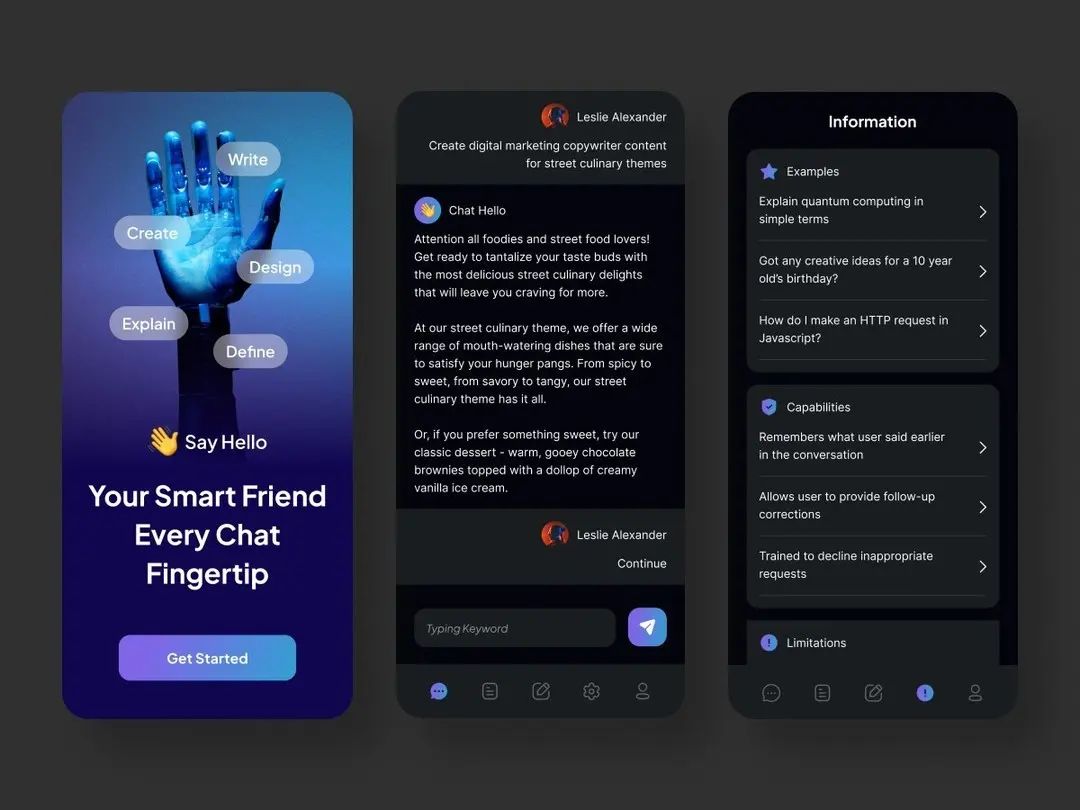 Write
Create
Design
Explain
Define
Say Hello
Your Smart Friend
Every Chat
Fingertip
Get Started
Leslie Alexander
Create digital marketing copywriter content
for street culinary themes
Chat Hello
Attention all foodies and street food lovers!
Get ready to tantalize your taste buds with
the most delicious street culinary delights
that will leave you craving for more.
At our street culinary theme, we offer a wide
range of mouth-watering dishes that are sure
to satisfy your hunger pangs. From spicy to
sweet, from savory to tangy, our street
culinary theme has it all.
Or, if you prefer something sweet, try our
classic dessert - warm, gooey chocolate
brownies topped with a dollop of creamy
vanilla ice cream.
Leslie Alexander
Continue
Typing Keyword
Information
Examples
Explain quantum computing in
simple terms
Got any creative ideas for a 10 year
old's birthday?
How do I make an HTTP request in
Javascript?
Capabilities
Remembers what user said earlier
in the conversation
Allows user to provide follow-up
corrections
Trained to decline inappropriate
requests
Limitations